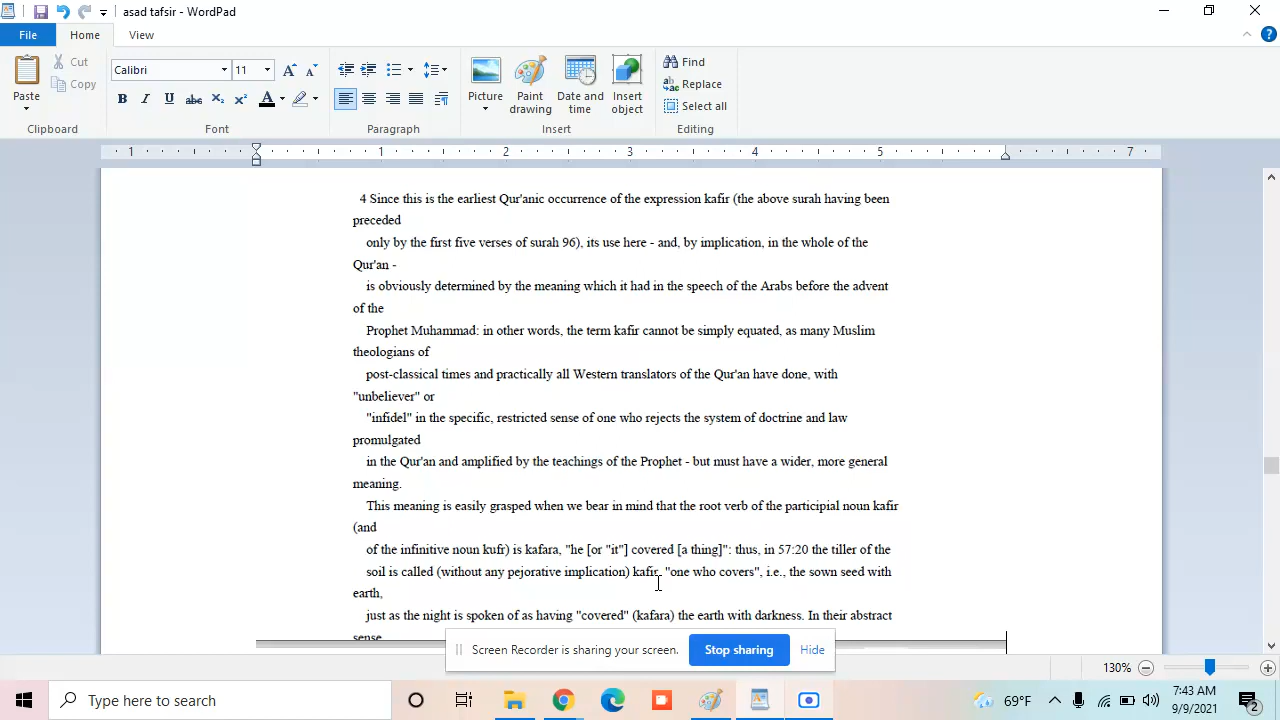 asad tafsir - WordPad
File
Home
View
Paste
Cut
Copy
Clipboard
Calibri
11
Font
Paragraph
Picture
Paint drawing
Date and time
Insert object
Insert
Find
Replace
Select all
Editing
1 1 2 3 4 5 7
4 Since this is the earliest Qur'anic occurrence of the expression kafir (the above surah having been
preceded
only by the first five verses of surah 96), its use here - and, by implication, in the whole of the
Qur'an -
is obviously determined by the meaning which it had in the speech of the Arabs before the advent
of the
Prophet Muhammad: in other words, the term kafir cannot be simply equated, as many Muslim
theologians of
post-classical times and practically all Western translators of the Qur'an have done, with
"unbeliever" or
"infidel" in the specific, restricted sense of one who rejects the system of doctrine and law
promulgated
in the Qur'an and amplified by the teachings of the Prophet - but must have a wider, more general
meaning.
This meaning is easily grasped when we bear in mind that the root verb of the participial noun kafir
(and
of the infinitive noun kufr) is kafara, "he [or "it"] covered [a thing]": thus, in 57:20 the tiller of the
soil is called (without any pejorative implication) kafir, "one who covers", i.e., the sown seed with
earth,
just as the night is spoken of as having "covered" (kafara) the earth with darkness. In their abstract
sense,
Screen Recorder is sharing your screen.
Stop sharing
Hide
130%
Type here to search
69°F
7:43 AM
9/9/2021
2